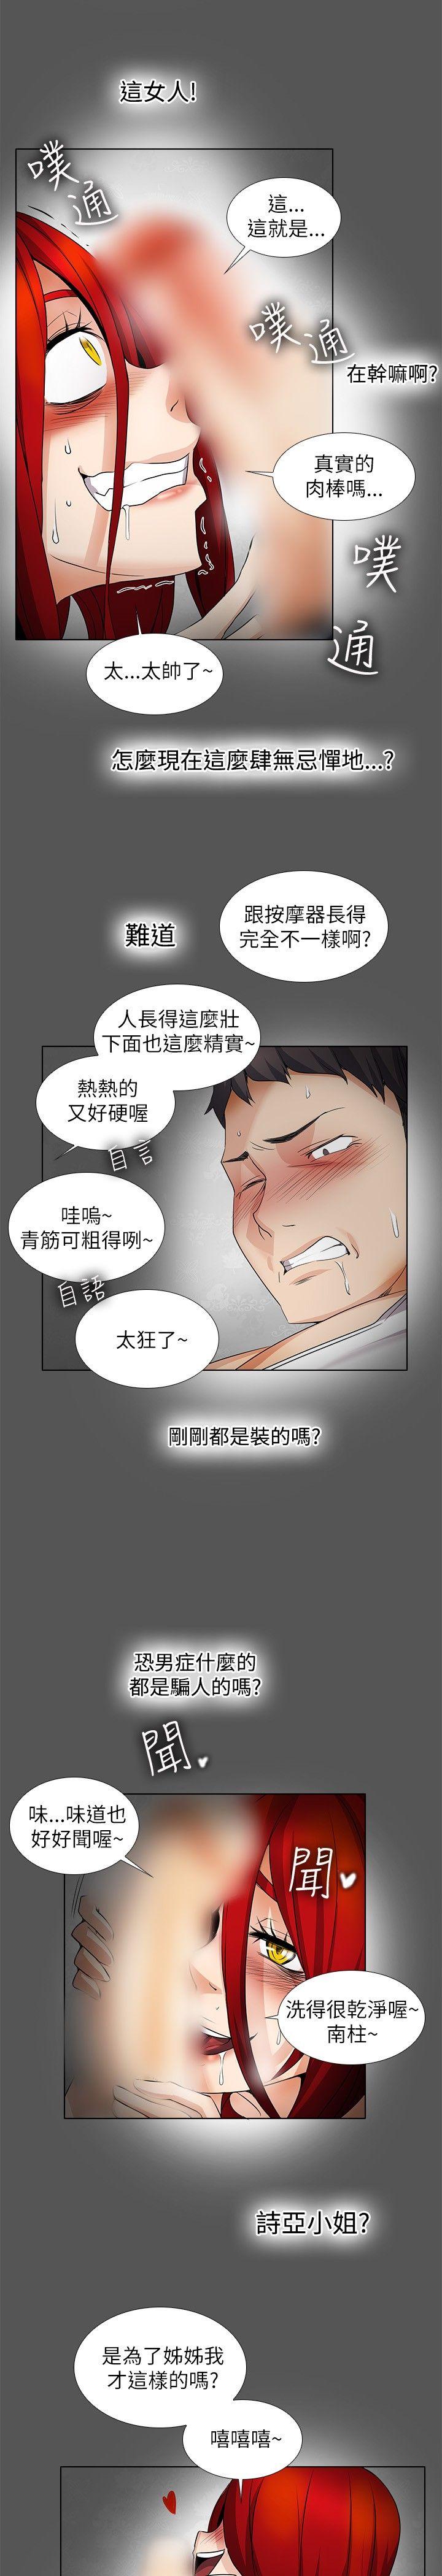 這女人!
噗通
這...
這就是...
噗通
在幹嘛啊?
真實的
肉棒嗎...
噗
通
太...太帥了~
怎麼現在這麼肆無忌憚地...?
跟按摩器長得
完全不一樣啊?
難道
人長得這麼壯
下面也這麼精實~
熱熱的
又好硬喔
自言
哇嗚~
青筋可粗得咧~
自語
太狂了~
剛剛都是裝的嗎?
恐男症什麼的
都是騙人的嗎?
聞
味...味道也
好好聞喔~
聞
洗得很乾淨喔~
南柱~
詩亞小姐?
是為了姊姊我
才這樣的嗎?
嘻嘻嘻~